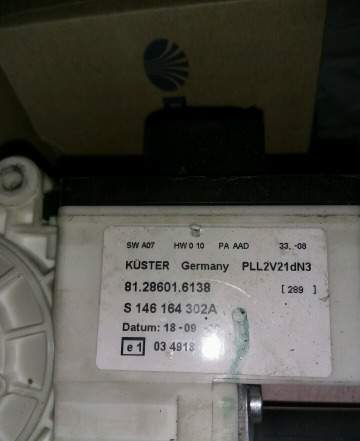 SW A07 HW 0 10 PA AAD 33. -08
KÜSTER Germany PLL2V21dN3
81.28601.6138 [ 289 ]
S 146 164 302A
Datum: 18-09
e 1 03 4918